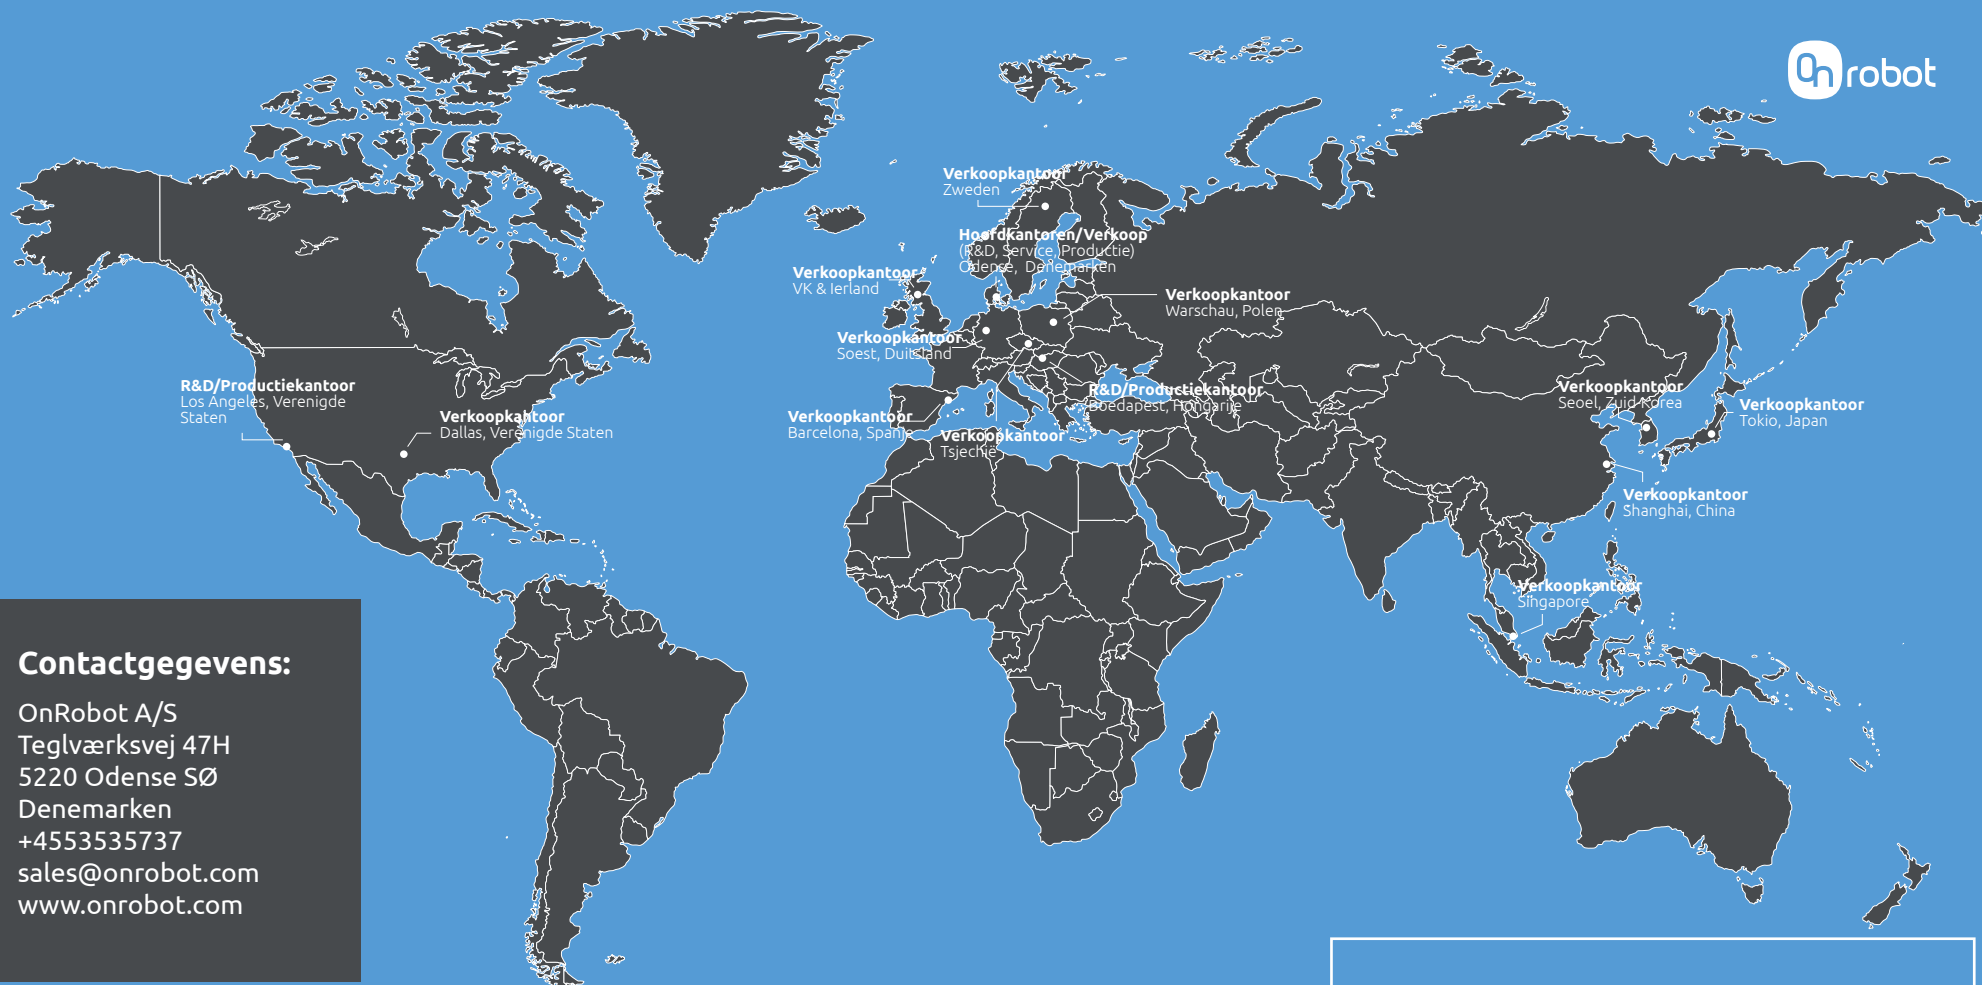 On robot
Verkoopkantoor
Zweden
Hoofdkantoren/Verkoop
(R&D, Service, Productie)
Odense, Denemarken
Verkoopkantoor
VK & Ierland
Verkoopkantoor
Warschau, Polen
Verkoopkantoor
Soest, Duitsland
R&D/Productiekantoor
Los Angeles, Verenigde
Staten
Verkoopkantoor
Dallas, Verenigde Staten
Verkoopkantoor
Barcelona, Spanje
Verkoopkantoor
Tsjechië
R&D/Productiekantoor
Boedapest, Hongarije
Verkoopkantoor
Seoel, Zuid Korea
Verkoopkantoor
Tokio, Japan
Verkoopkantoor
Shanghai, China
Verkoopkantoor
Singapore
Contactgegevens:
OnRobot A/S
Teglværksvej 47H
5220 Odense SØ
Denemarken
+4553535737
sales@onrobot.com
www.onrobot.com